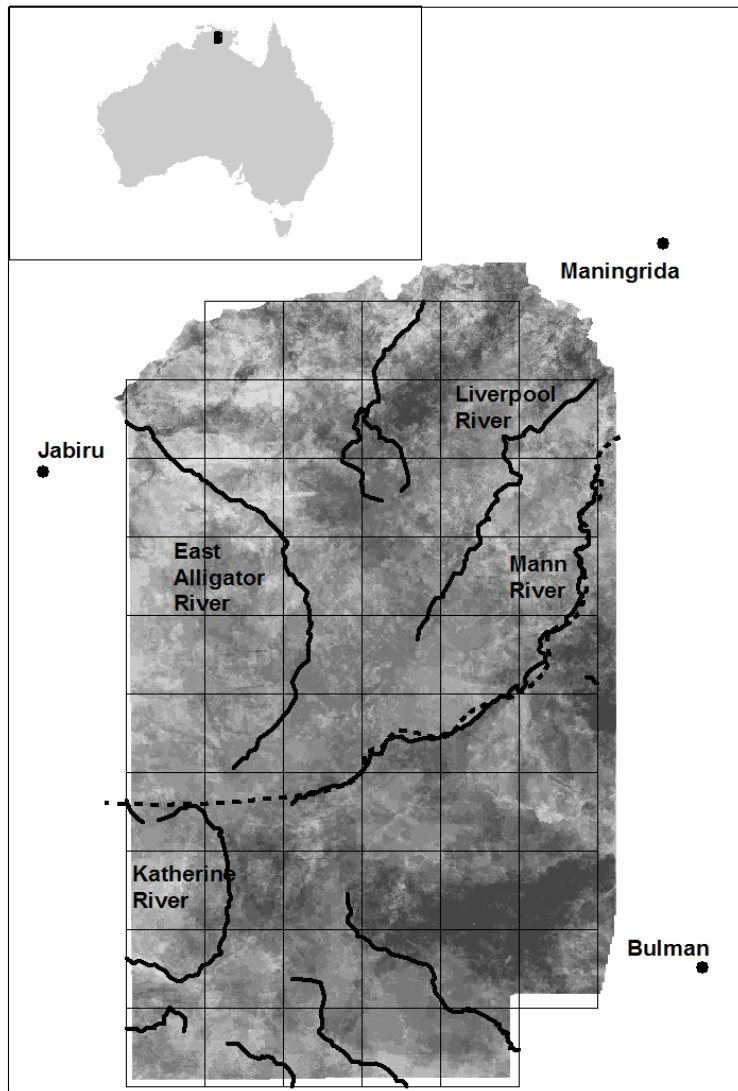 Maningrida
Liverpool
River
Jabiru
East
Alligator
River
Mann
River
Katherine
River
Bulman